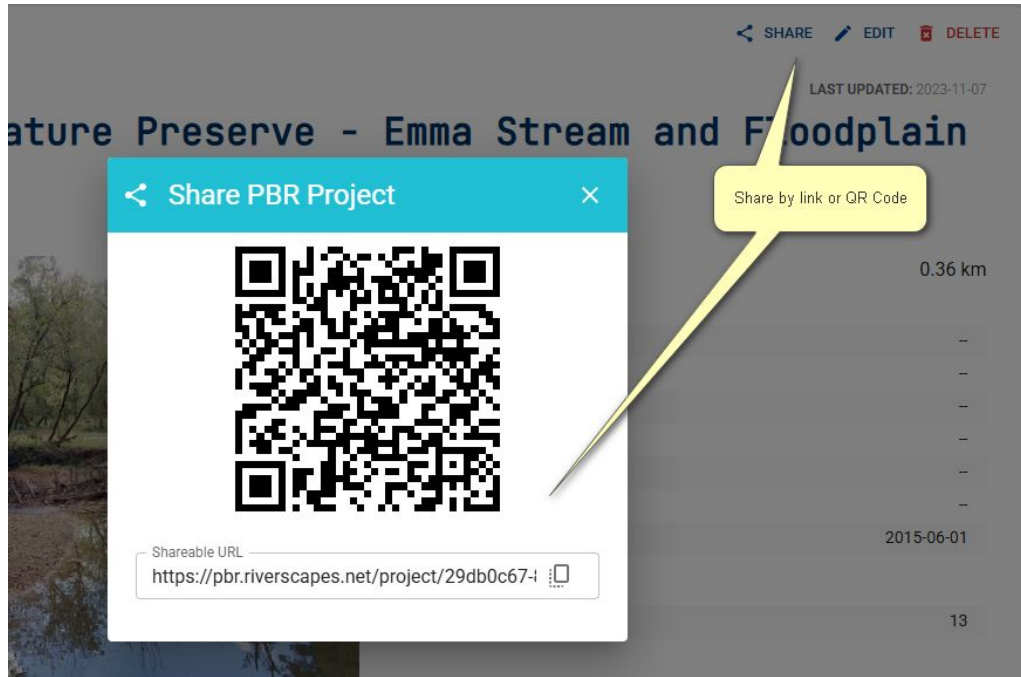 SHARE EDIT DELETE
LAST UPDATED: 2023-11-07
ature Preserve - Emma Stream and Floodplain
Share PBR Project
Share by link or QR Code
0.36 km
--
--
--
--
--
--
2015-06-01
13
Shareable URL
https://pbr.riverscapes.net/project/29db0c67-